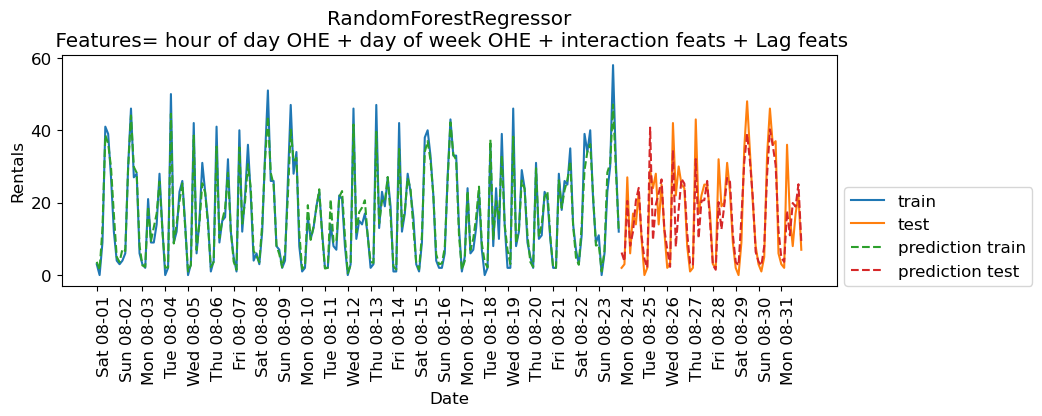 RandomForestRegressor
Features= hour of day OHE + day of week OHE + interaction feats + Lag feats
Rentals
60
40
20
0
Sat 08-01
Sun 08-02
Mon 08-03
Tue 08-04
Wed 08-05
Thu 08-06
Fri 08-07
Sat 08-08
Sun 08-09
Mon 08-10
Tue 08-11
Wed 08-12
Thu 08-13
Fri 08-14
Sat 08-15
Sun 08-16
Mon 08-17
Tue 08-18
Wed 08-19
Thu 08-20
Fri 08-21
Sat 08-22
Sun 08-23
Mon 08-24
Tue 08-25
Wed 08-26
Thu 08-27
Fri 08-28
Sat 08-29
Sun 08-30
Mon 08-31
Date
train
test
prediction train
prediction test